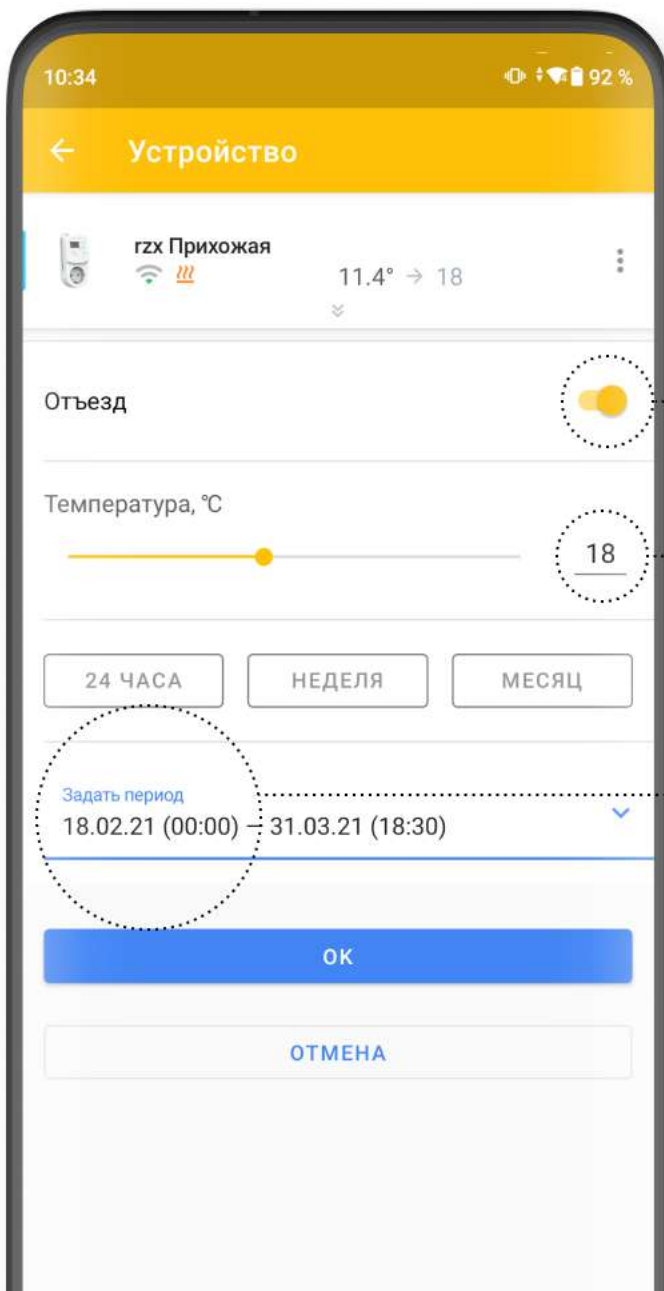 10:34 92 %
Устройство
rzx Прихожая
11.4° → 18
Отъезд
Температура, °C
18
24 ЧАСА НЕДЕЛЯ МЕСЯЦ
Задать период
18.02.21 (00:00) – 31.03.21 (18:30)
ОК
ОТМЕНА